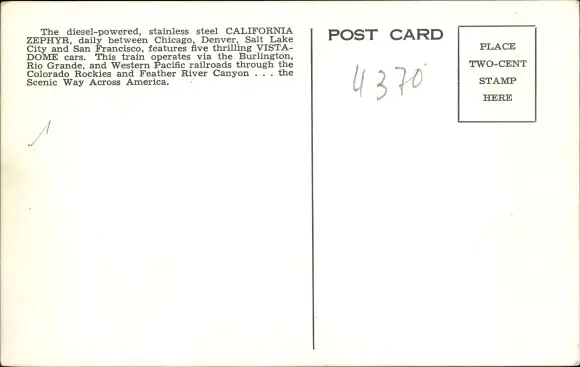 The diesel-powered, stainless steel CALIFORNIA
ZEPHYR, daily between Chicago, Denver, Salt Lake
City and San Francisco, features five thrilling VISTA-
DOME cars. This train operates via the Burlington,
Rio Grande, and Western Pacific railroads through the
Colorado Rockies and Feather River Canyon . . . the
Scenic Way Across America.
POST CARD
4370
PLACE
TWO-CENT
STAMP
HERE